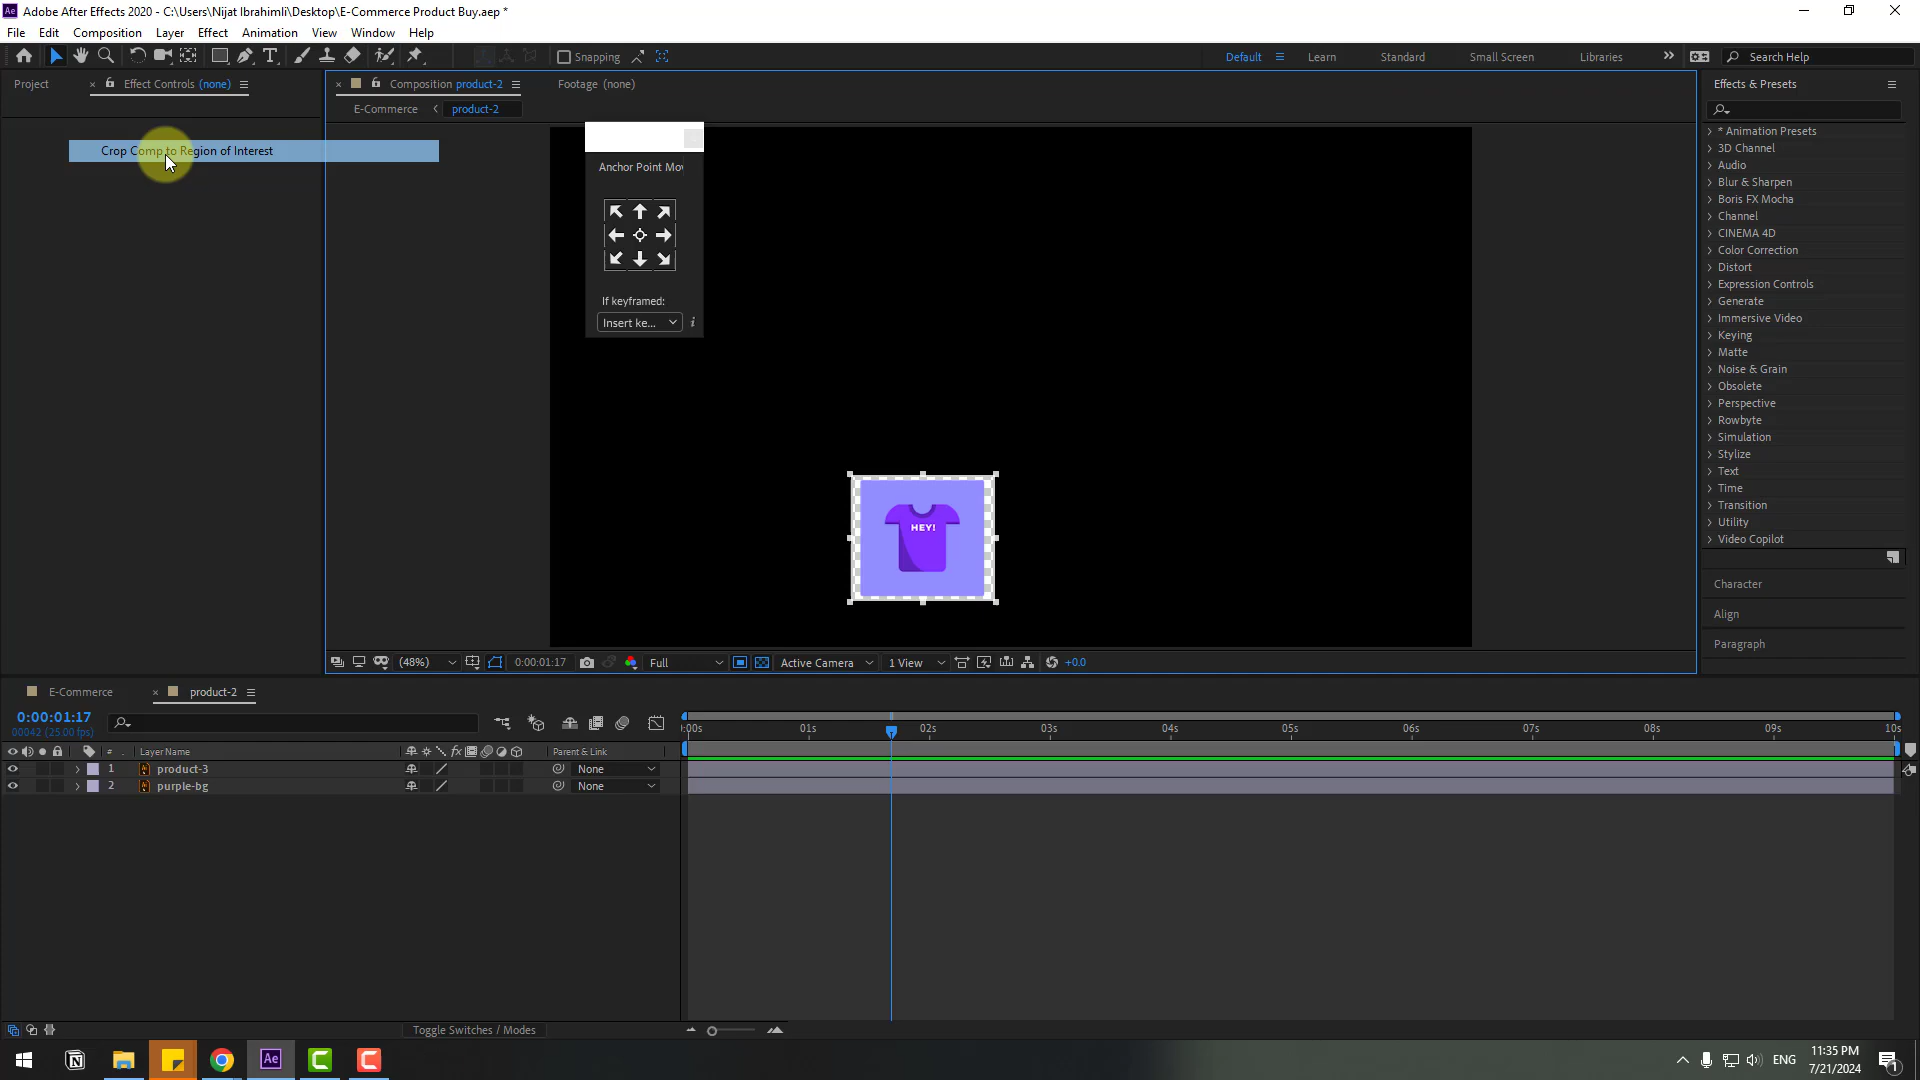 Adobe After Effects 2020 - C:\Users\Nijat Ibrahimli\Desktop\E-Commerce Product Buy.aep *
File Edit Composition Layer Effect Animation View Window Help
Snapping
Default Learn Standard Small Screen Libraries
Search Help
Project
Effect Controls (none)
Composition product-2
Footage (none)
Effects & Presets
E-Commerce
product-2
Crop Comp to Region of Interest
Anchor Point Mov
If keyframed:
Insert ke...
i
HEY!
* Animation Presets
3D Channel
Audio
Blur & Sharpen
Boris FX Mocha
Channel
CINEMA 4D
Color Correction
Distort
Expression Controls
Generate
Immersive Video
Keying
Matte
Noise & Grain
Obsolete
Perspective
Rowbyte
Simulation
Stylize
Text
Time
Transition
Utility
Video Copilot
Character
Align
Paragraph
(48%)
0:00:01:17
Full
Active Camera
1 View
+0.0
E-Commerce
product-2
0:00:01:17
00042 (25.00 fps)
:00s 01s 02s 03s 04s 05s 06s 07s 08s 09s 10s
# Layer Name
fx
Parent & Link
1 product-3 None
2 purple-bg None
Toggle Switches / Modes
Ae
ENG
11:35 PM
7/21/2024
1